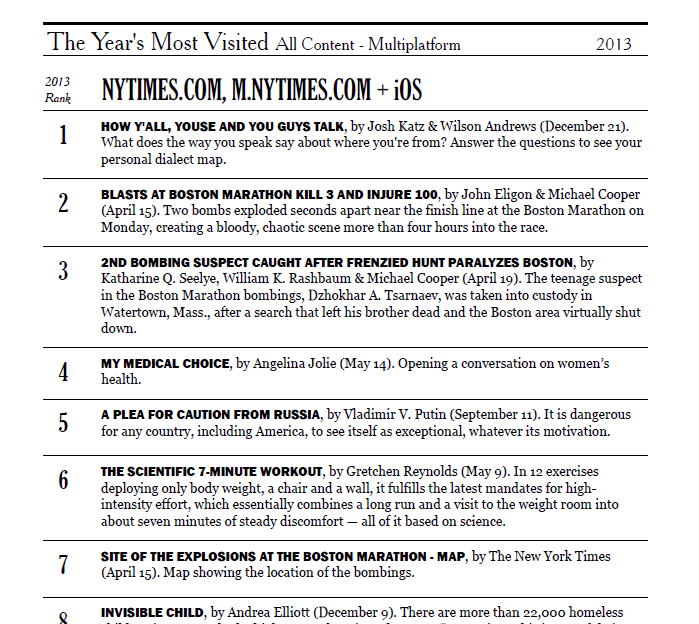 The Year's Most Visited All Content - Multiplatform 2013
2013
Rank
NYTIMES.COM, M.NYTIMES.COM + iOS
1
HOW Y'ALL, YOUSE AND YOU GUYS TALK, by Josh Katz & Wilson Andrews (December 21).
What does the way you speak say about where you're from? Answer the questions to see your
personal dialect map.
2
BLASTS AT BOSTON MARATHON KILL 3 AND INJURE 100, by John Eligon & Michael Cooper
(April 15). Two bombs exploded seconds apart near the finish line at the Boston Marathon on
Monday, creating a bloody, chaotic scene more than four hours into the race.
3
2ND BOMBING SUSPECT CAUGHT AFTER FRENZIED HUNT PARALYZES BOSTON, by
Katharine Q. Seelye, William K. Rashbaum & Michael Cooper (April 19). The teenage suspect
in the Boston Marathon bombings, Dzhokhar A. Tsarnaev, was taken into custody in
Watertown, Mass., after a search that left his brother dead and the Boston area virtually shut
down.
4
MY MEDICAL CHOICE, by Angelina Jolie (May 14). Opening a conversation on women's
health.
5
A PLEA FOR CAUTION FROM RUSSIA, by Vladimir V. Putin (September 11). It is dangerous
for any country, including America, to see itself as exceptional, whatever its motivation.
6
THE SCIENTIFIC 7-MINUTE WORKOUT, by Gretchen Reynolds (May 9). In 12 exercises
deploying only body weight, a chair and a wall, it fulfills the latest mandates for high-
intensity effort, which essentially combines a long run and a visit to the weight room into
about seven minutes of steady discomfort — all of it based on science.
7
SITE OF THE EXPLOSIONS AT THE BOSTON MARATHON - MAP, by The New York Times
(April 15). Map showing the location of the bombings.
8
INVISIBLE CHILD, by Andrea Elliott (December 9). There are more than 22,000 homeless